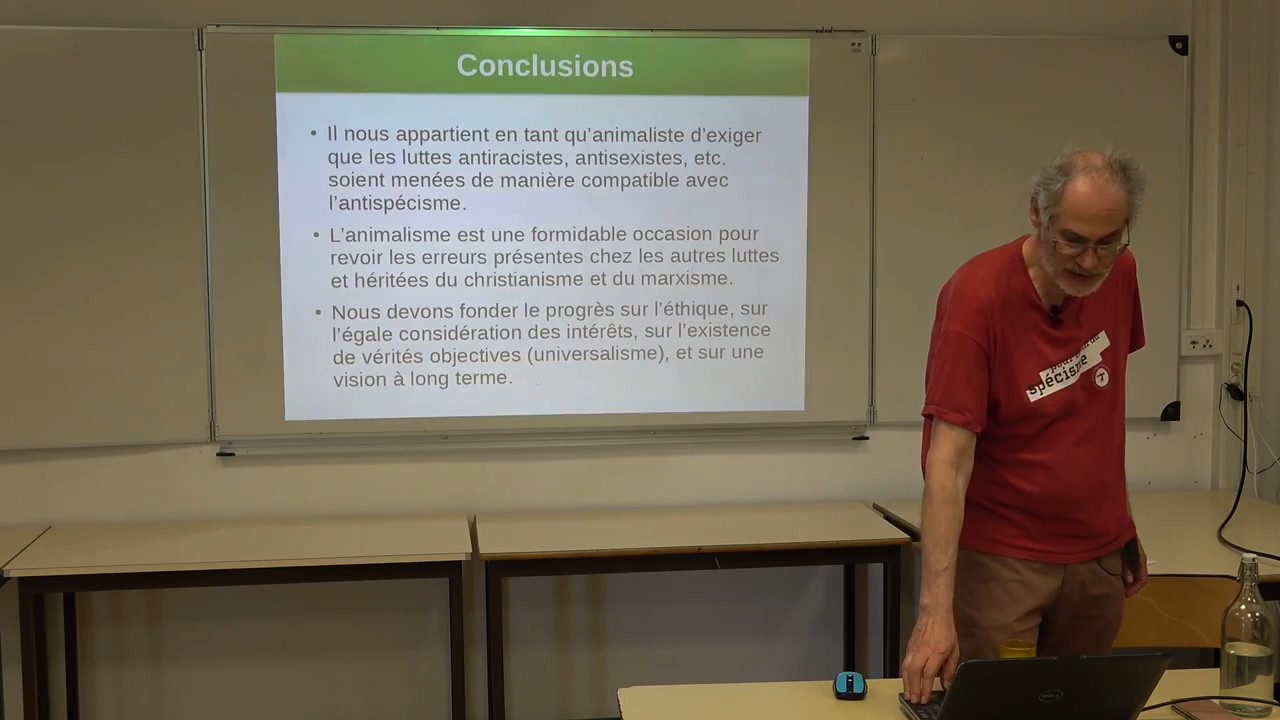 Conclusions
• Il nous appartient en tant qu’animaliste d’exiger
que les luttes antiracistes, antisexistes, etc.
soient menées de manière compatible avec
l’antispécisme.
• L’animalisme est une formidable occasion pour
revoir les erreurs présentes chez les autres luttes
et héritées du christianisme et du marxisme.
• Nous devons fonder le progrès sur l’éthique, sur
l’égale considération des intérêts, sur l’existence
de vérités objectives (universalisme), et sur une
vision à long terme.
spécisme
DELL